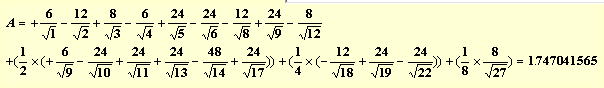 A = + 6/√1 − 12/√2 + 8/√3 − 6/√4 + 24/√5 − 24/√6 − 12/√8 + 24/√9 − 8/√12
+(1/2 ×(+ 6/√9 − 24/√10 + 24/√11 + 24/√13 − 48/√14 + 24/√17)) + (1/4 ×(− 12/√18 + 24/√19 − 24/√22)) + (1/8 × 8/√27) = 1.747041565